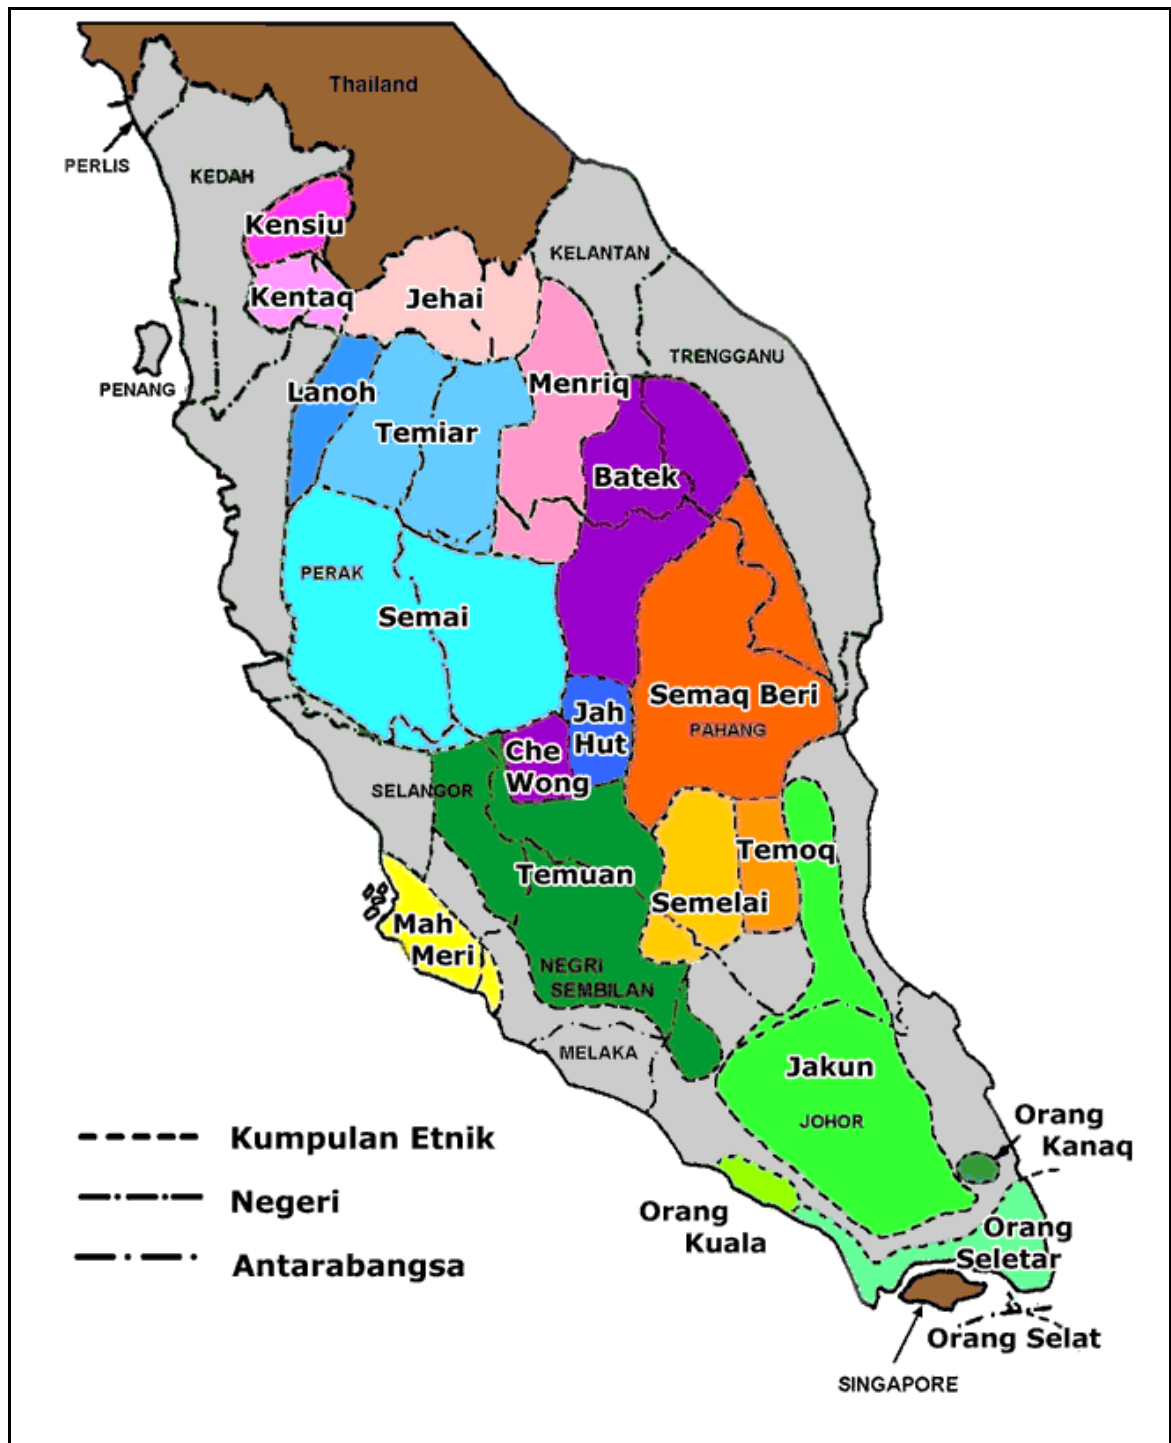 Thailand
PERLIS
KEDAH
Kensiu
KELANTAN
Kentaq
Jehai
TRENGGANU
PENANG
Lanoh
Menriq
Temiar
Batek
PERAK
Semai
Semaq Beri
PAHANG
Jah
Hut
Che
Wong
SELANGOR
Temoq
Temuan
Semelai
Mah
Meri
NEGRI
SEMBILAN
MELAKA
Jakun
JOHOR
Orang
Kanaq
Kumpulan Etnik
Negeri
Antarabangsa
Orang
Kuala
Orang
Seletar
Orang Selat
SINGAPORE